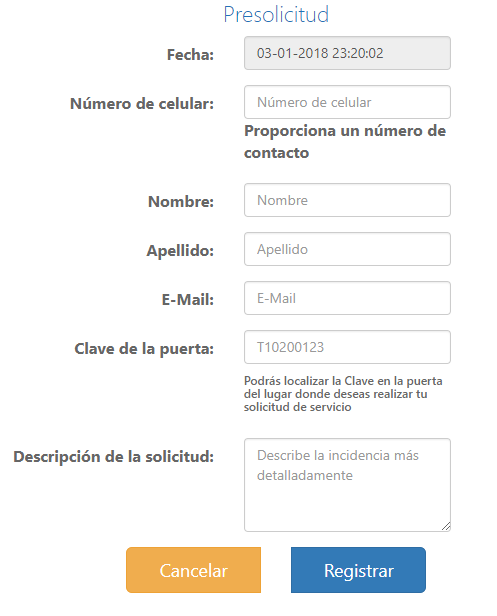 Presolicitud
Fecha: 03-01-2018 23:20:02
Número de celular: Número de celular
Proporciona un número de
contacto
Nombre: Nombre
Apellido: Apellido
E-Mail: E-Mail
Clave de la puerta: T10200123
Podrás localizar la Clave en la puerta
del lugar donde deseas realizar tu
solicitud de servicio
Descripción de la solicitud: Describe la incidencia más
detalladamente
Cancelar Registrar